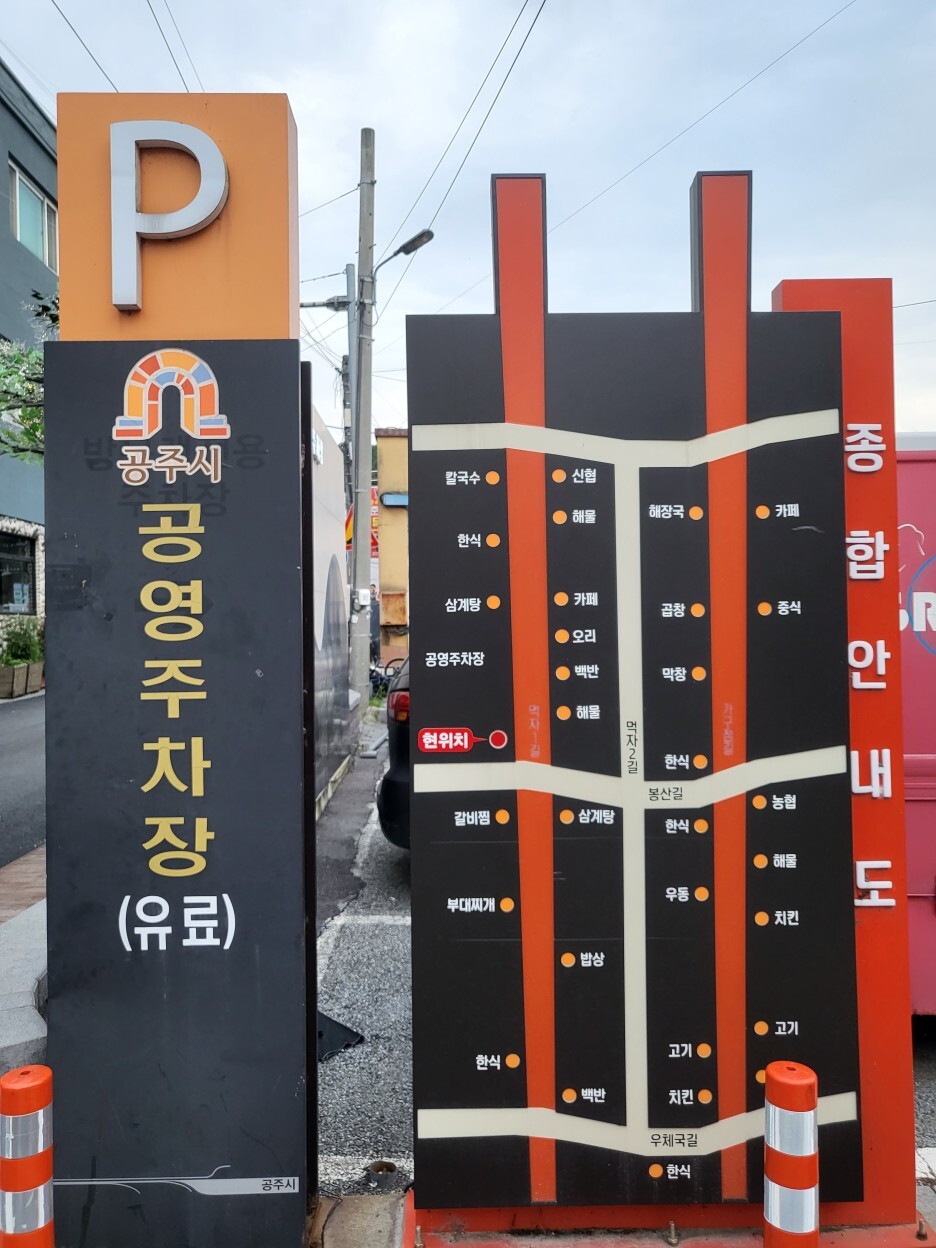 P
공주시
공영주차장
(유료)
공주시
종합안내도
칼국수
신협
해물
해장국
카페
한식
삼계탕
카페
곱창
중식
오리
공영주차장
백반
막창
해물
먹자1길
먹자2길
현위치
한식
봉산길
갈비찜
삼계탕
한식
농협
해물
부대찌개
우동
치킨
밥상
고기
고기
한식
백반
치킨
우체국길
한식